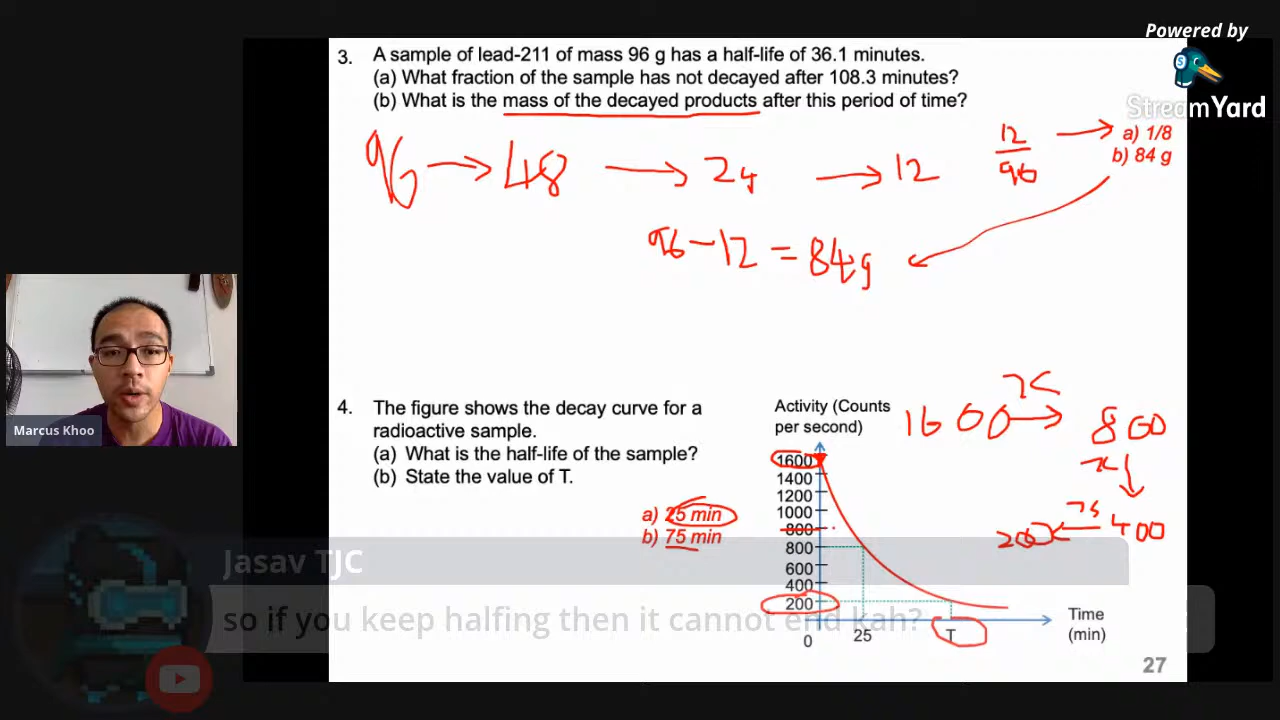 Powered by
StreamYard
3. A sample of lead-211 of mass 96 g has a half-life of 36.1 minutes.
(a) What fraction of the sample has not decayed after 108.3 minutes?
(b) What is the mass of the decayed products after this period of time?
a) 1/8
b) 84 g
96 → 48 → 24 → 12
12
96
96 - 12 = 84g
Marcus Khoo
4. The figure shows the decay curve for a
radioactive sample.
(a) What is the half-life of the sample?
(b) State the value of T.
a) 25 min
b) 75 min
Activity (Counts
per second)
1600
1400
1200
1000
800
800
600
400
200
0
25
T
Time
(min)
1600 → 800
400
200
Jasav TJC
so if you keep halfing then it cannot end kah?
27